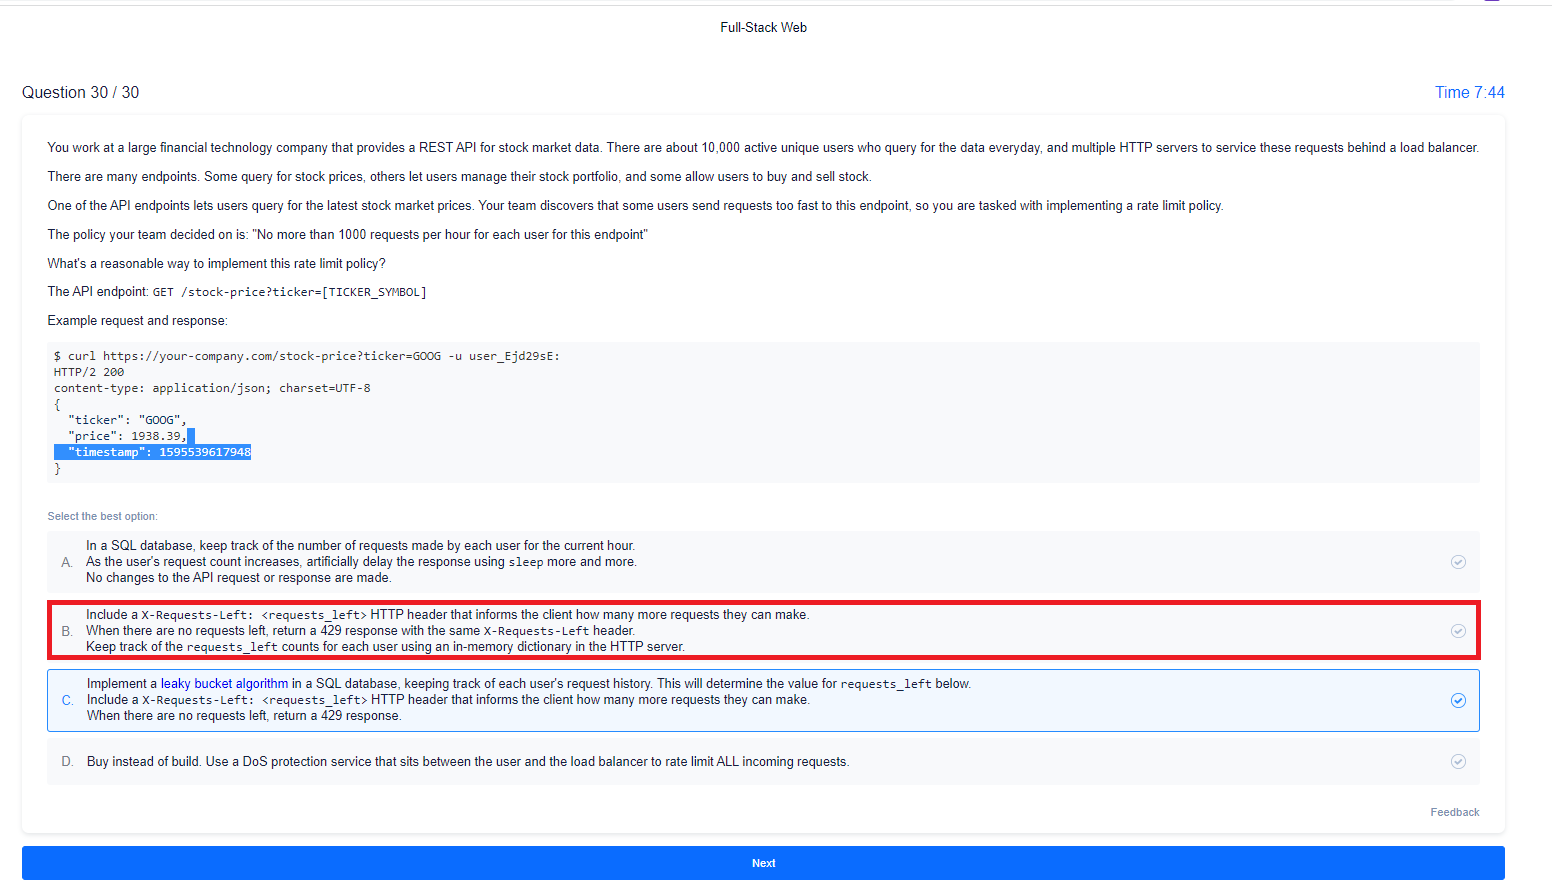 Full-Stack Web
Question 30 / 30
Time 7:44
You work at a large financial technology company that provides a REST API for stock market data. There are about 10,000 active unique users who query for the data everyday, and multiple HTTP servers to service these requests behind a load balancer.
There are many endpoints. Some query for stock prices, others let users manage their stock portfolio, and some allow users to buy and sell stock.
One of the API endpoints lets users query for the latest stock market prices. Your team discovers that some users send requests too fast to this endpoint, so you are tasked with implementing a rate limit policy.
The policy your team decided on is: "No more than 1000 requests per hour for each user for this endpoint"
What's a reasonable way to implement this rate limit policy?
The API endpoint: GET /stock-price?ticker=[TICKER_SYMBOL]
Example request and response:
$ curl https://your-company.com/stock-price?ticker=GOOG -u user_Ejd29sE:
HTTP/2 200
content-type: application/json; charset=UTF-8
{
"ticker": "GOOG",
"price": 1938.39,
"timestamp": 1595539617948
}
Select the best option:
A.
In a SQL database, keep track of the number of requests made by each user for the current hour.
As the user's request count increases, artificially delay the response using sleep more and more.
No changes to the API request or response are made.
B.
Include a X-Requests-Left: <requests_left> HTTP header that informs the client how many more requests they can make.
When there are no requests left, return a 429 response with the same X-Requests-Left header.
Keep track of the requests_left counts for each user using an in-memory dictionary in the HTTP server.
C.
Implement a leaky bucket algorithm in a SQL database, keeping track of each user's request history. This will determine the value for requests_left below.
Include a X-Requests-Left: <requests_left> HTTP header that informs the client how many more requests they can make.
When there are no requests left, return a 429 response.
D. Buy instead of build. Use a DoS protection service that sits between the user and the load balancer to rate limit ALL incoming requests.
Feedback
Next